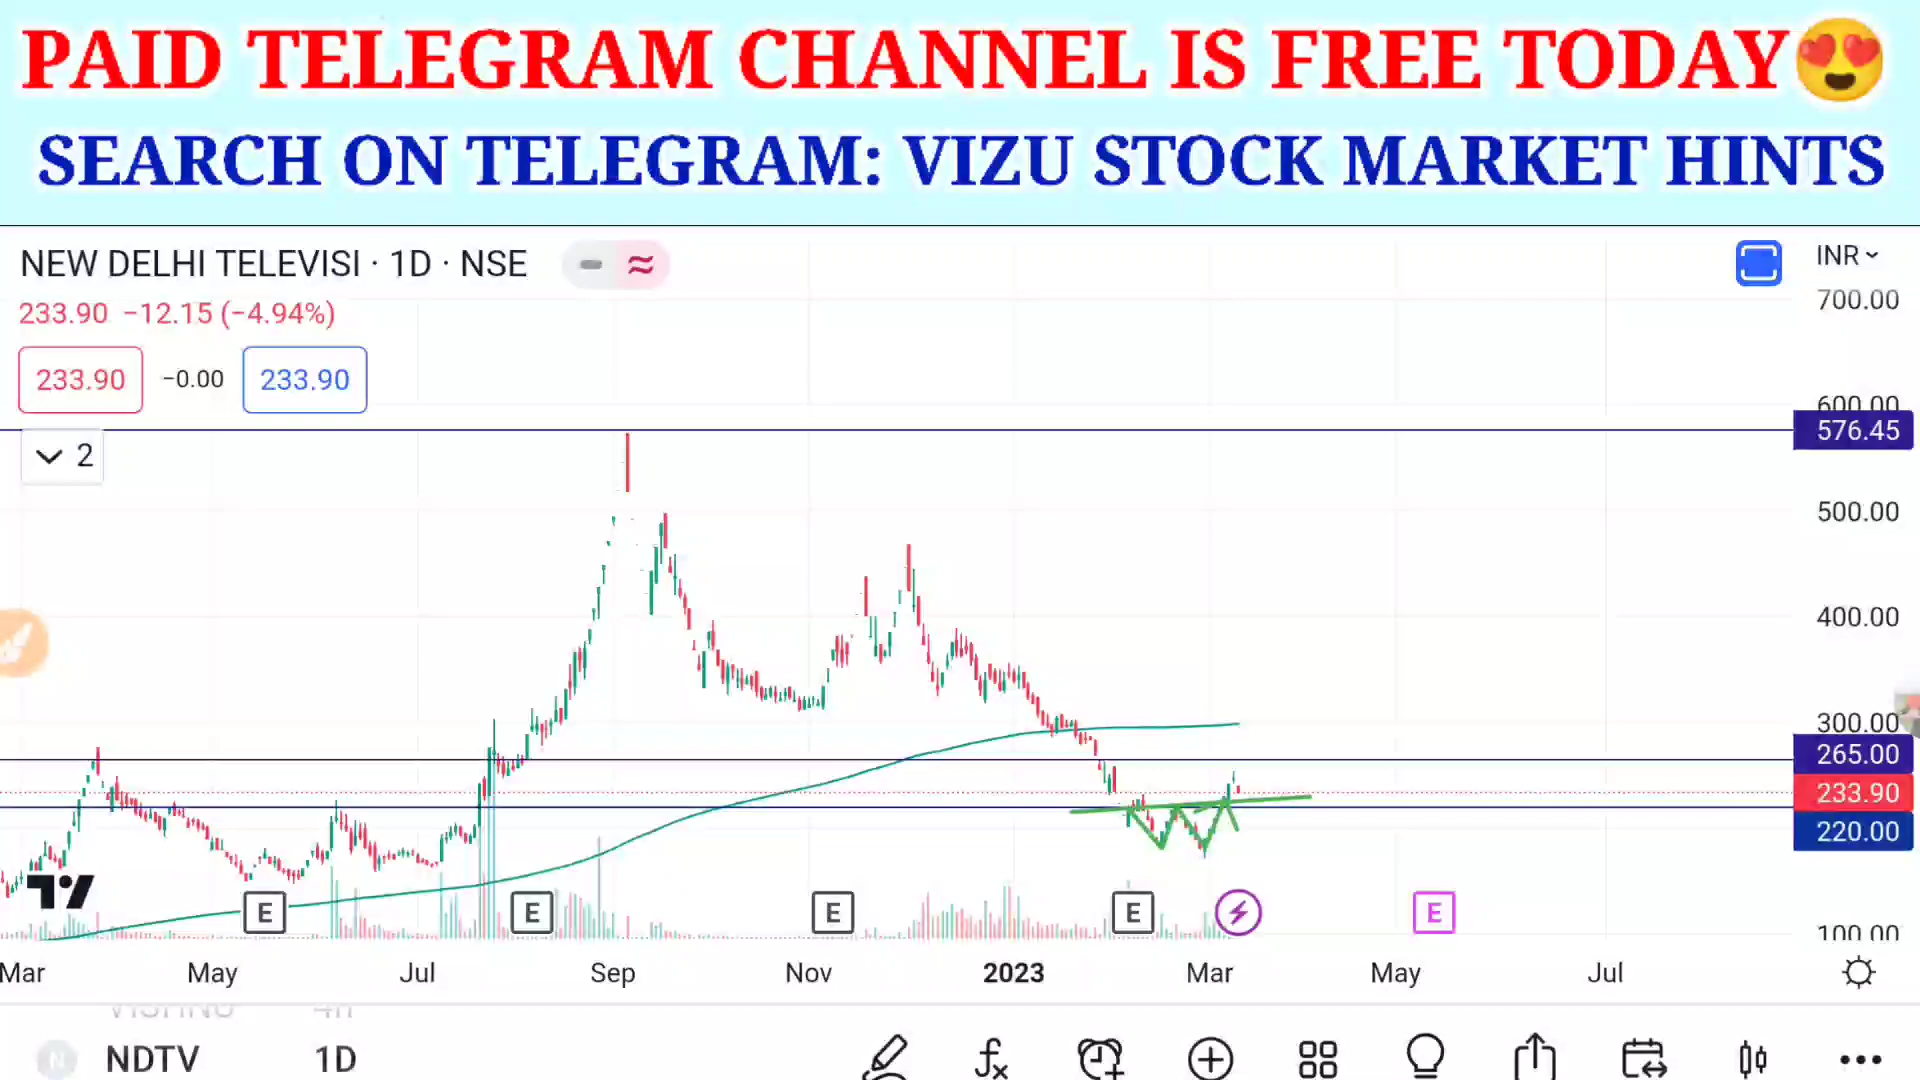 PAID TELEGRAM CHANNEL IS FREE TODAY
SEARCH ON TELEGRAM: VIZU STOCK MARKET HINTS
NEW DELHI TELEVISI · 1D · NSE
INR
233.90 −12.15 (−4.94%)
233.90 −0.00 233.90
2
700.00
600.00
576.45
500.00
400.00
300.00
265.00
233.90
220.00
100.00
E E E E E
Mar May Jul Sep Nov 2023 Mar May Jul
VISHNU 4h
N NDTV 1D